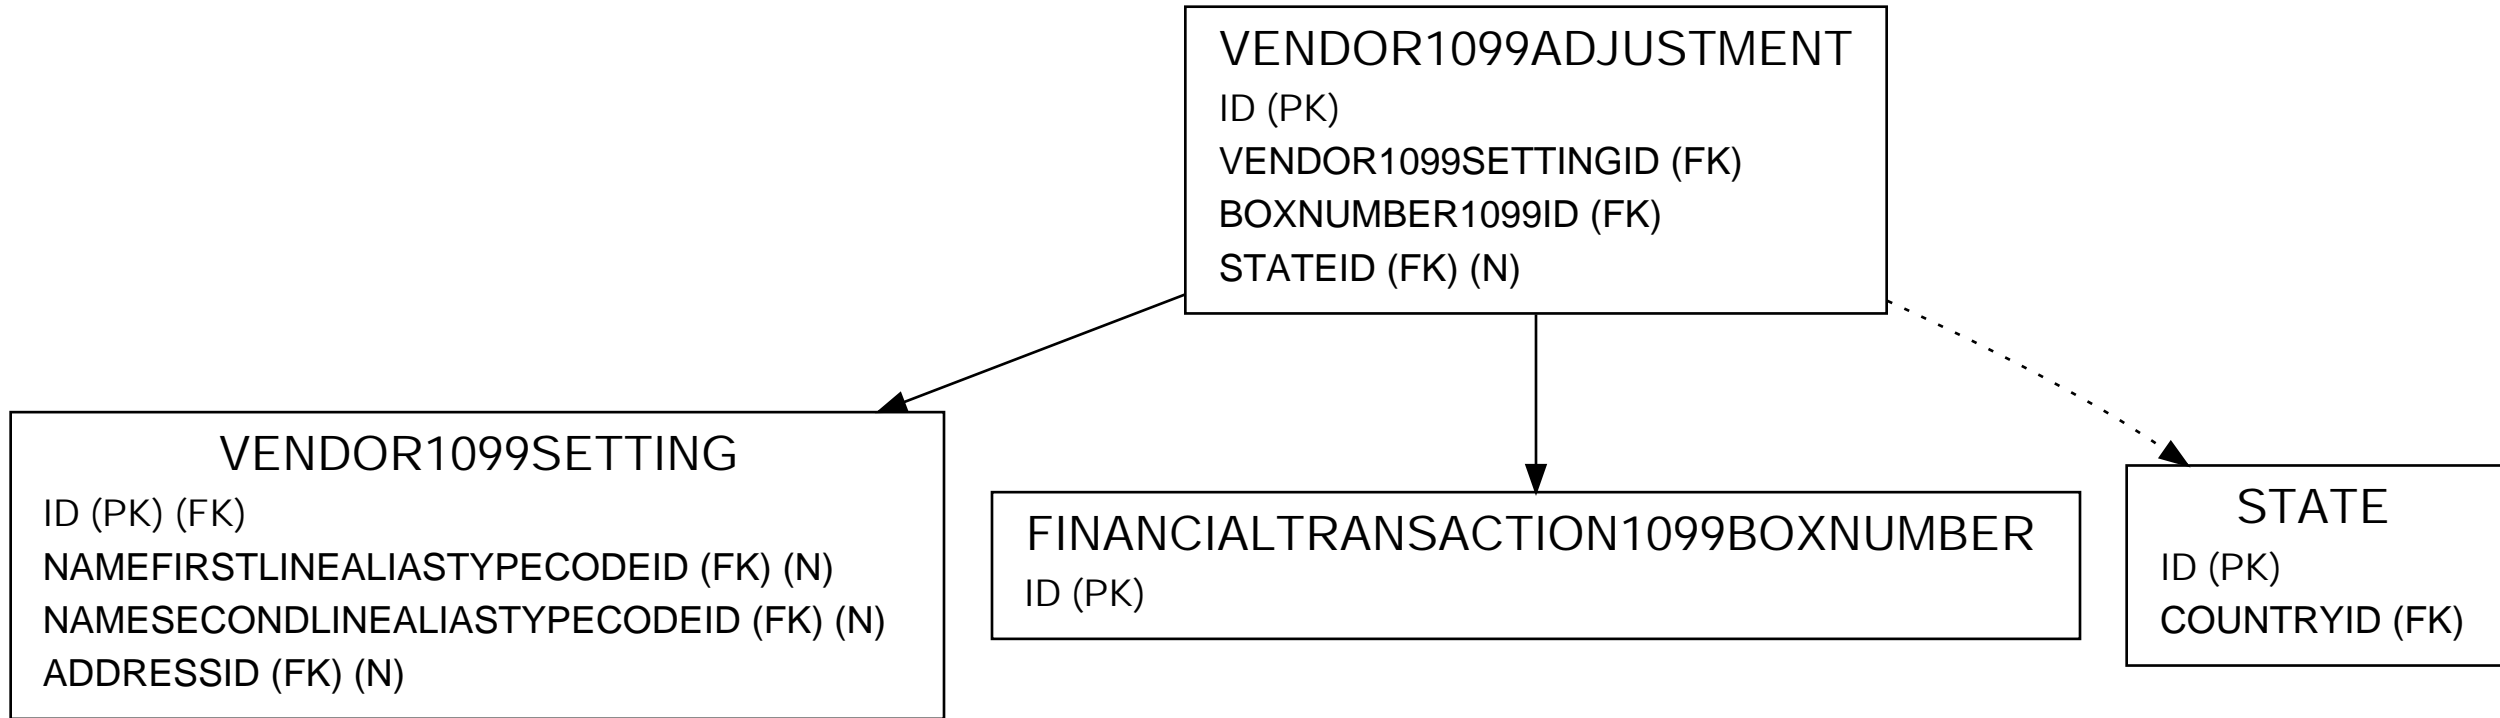 VENDOR1099ADJUSTMENT
ID (PK)
VENDOR1099SETTINGID (FK)
BOXNUMBER1099ID (FK)
STATEID (FK) (N)
VENDOR1099SETTING
ID (PK) (FK)
NAMEFIRSTLINEALIASTYPECODEID (FK) (N)
NAMESECONDLINEALIASTYPECODEID (FK) (N)
ADDRESSID (FK) (N)
FINANCIALTRANSACTION1099BOXNUMBER
ID (PK)
STATE
ID (PK)
COUNTRYID (FK)